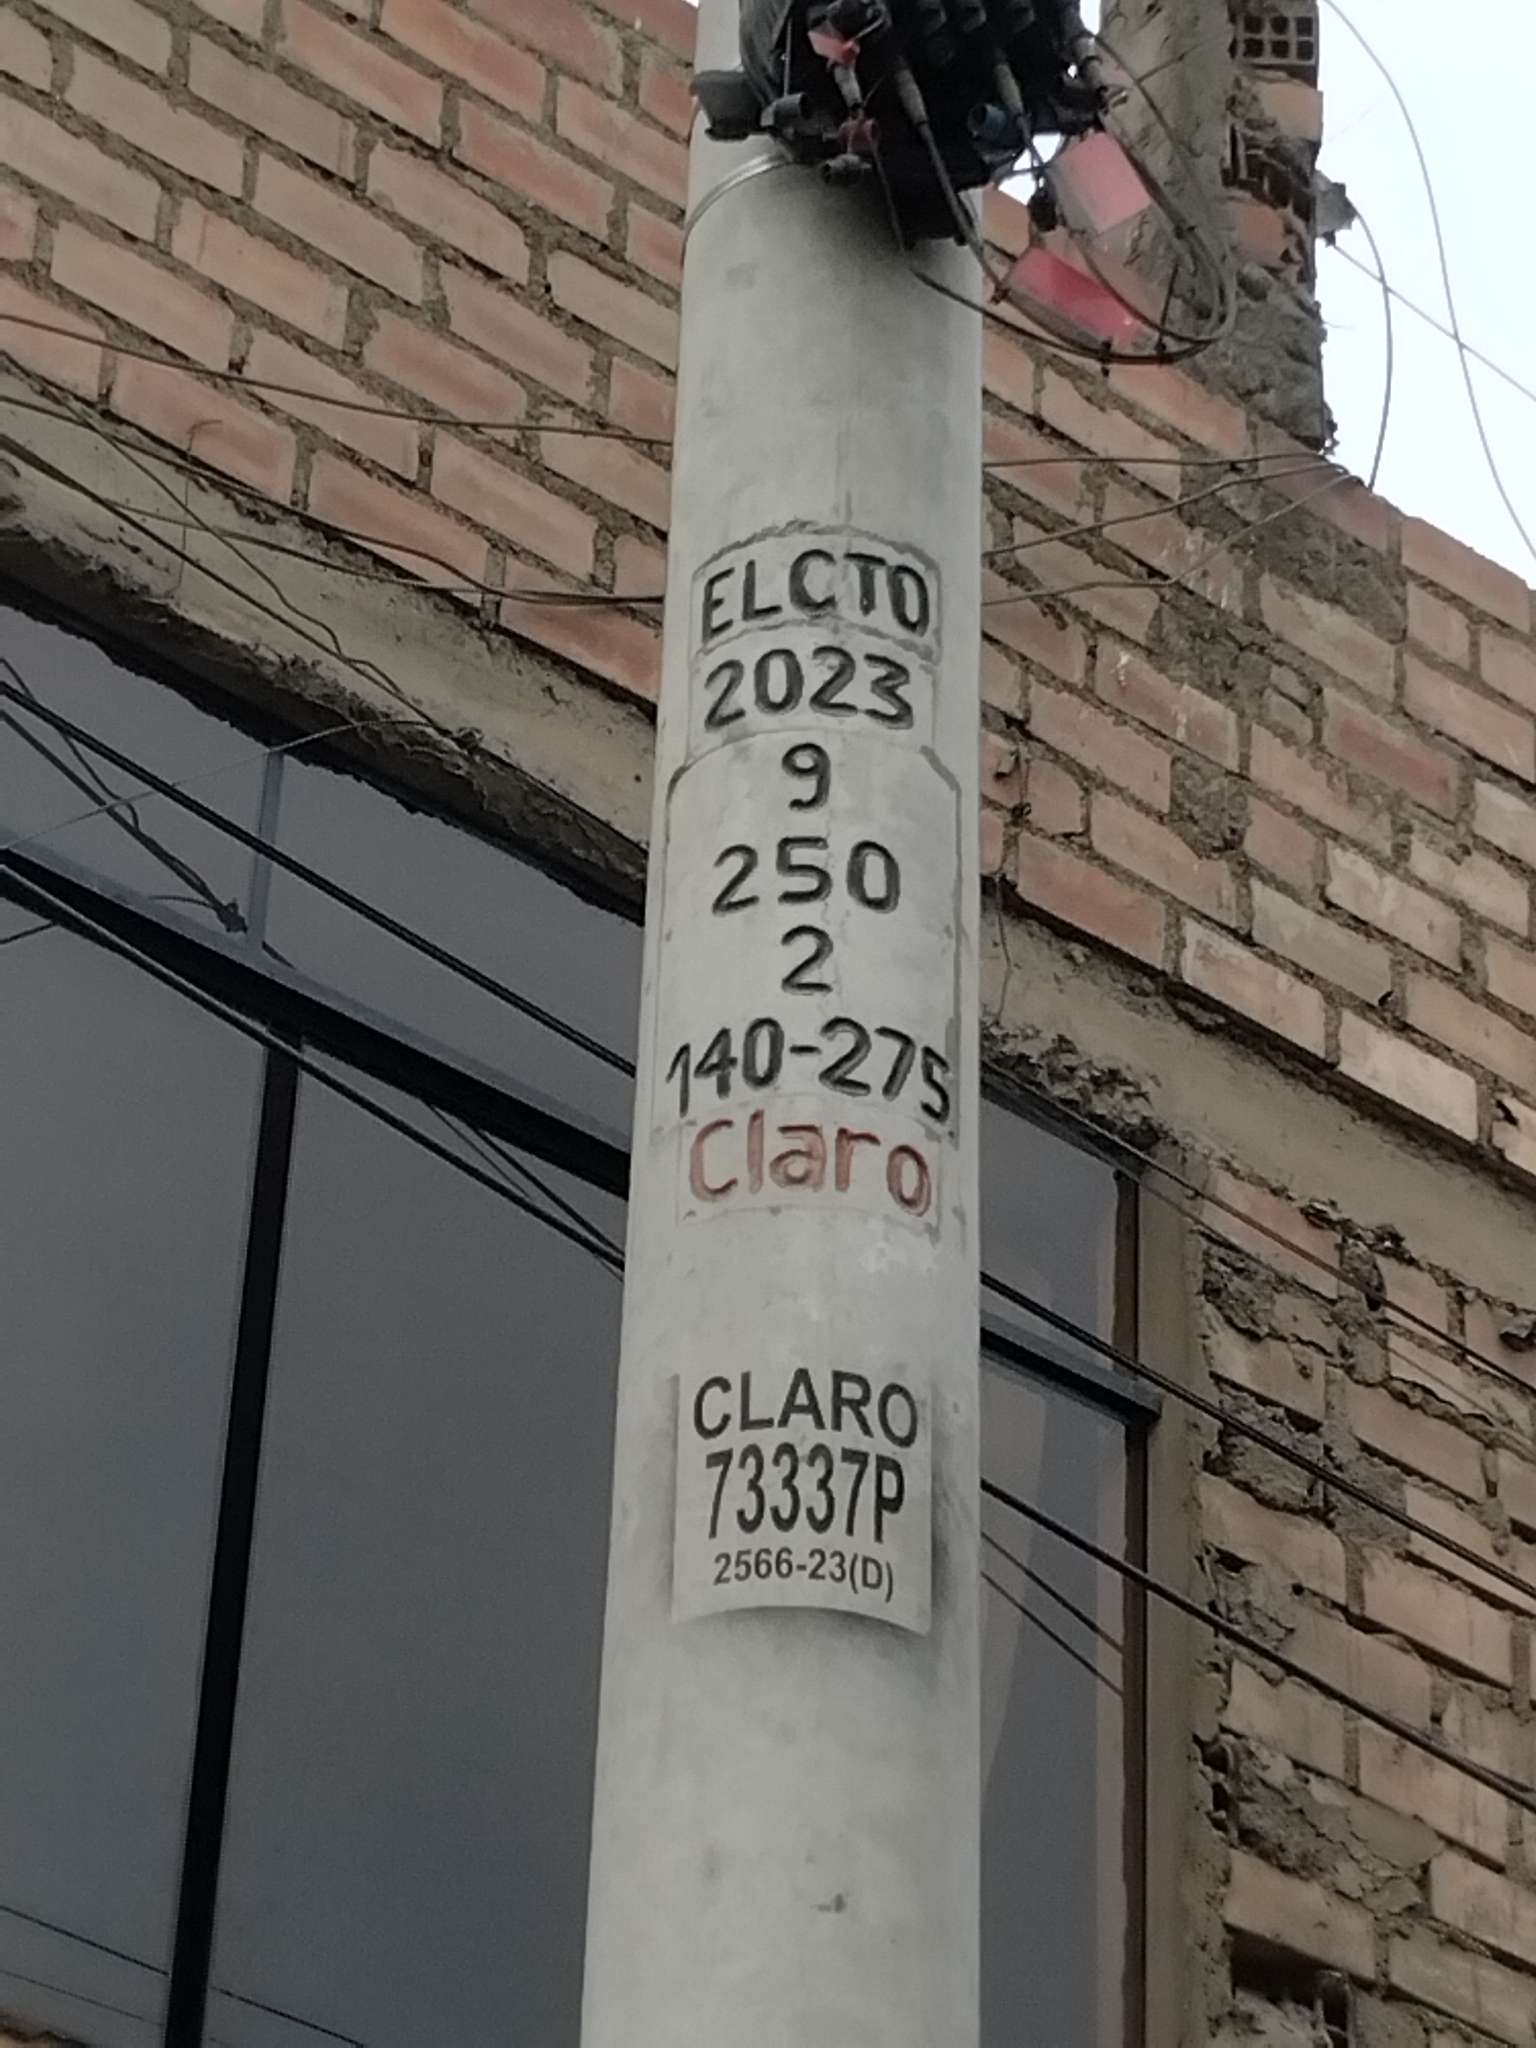 ELCTO
2023
9
250
2
140-275
Claro
CLARO
73337P
2566-23(D)